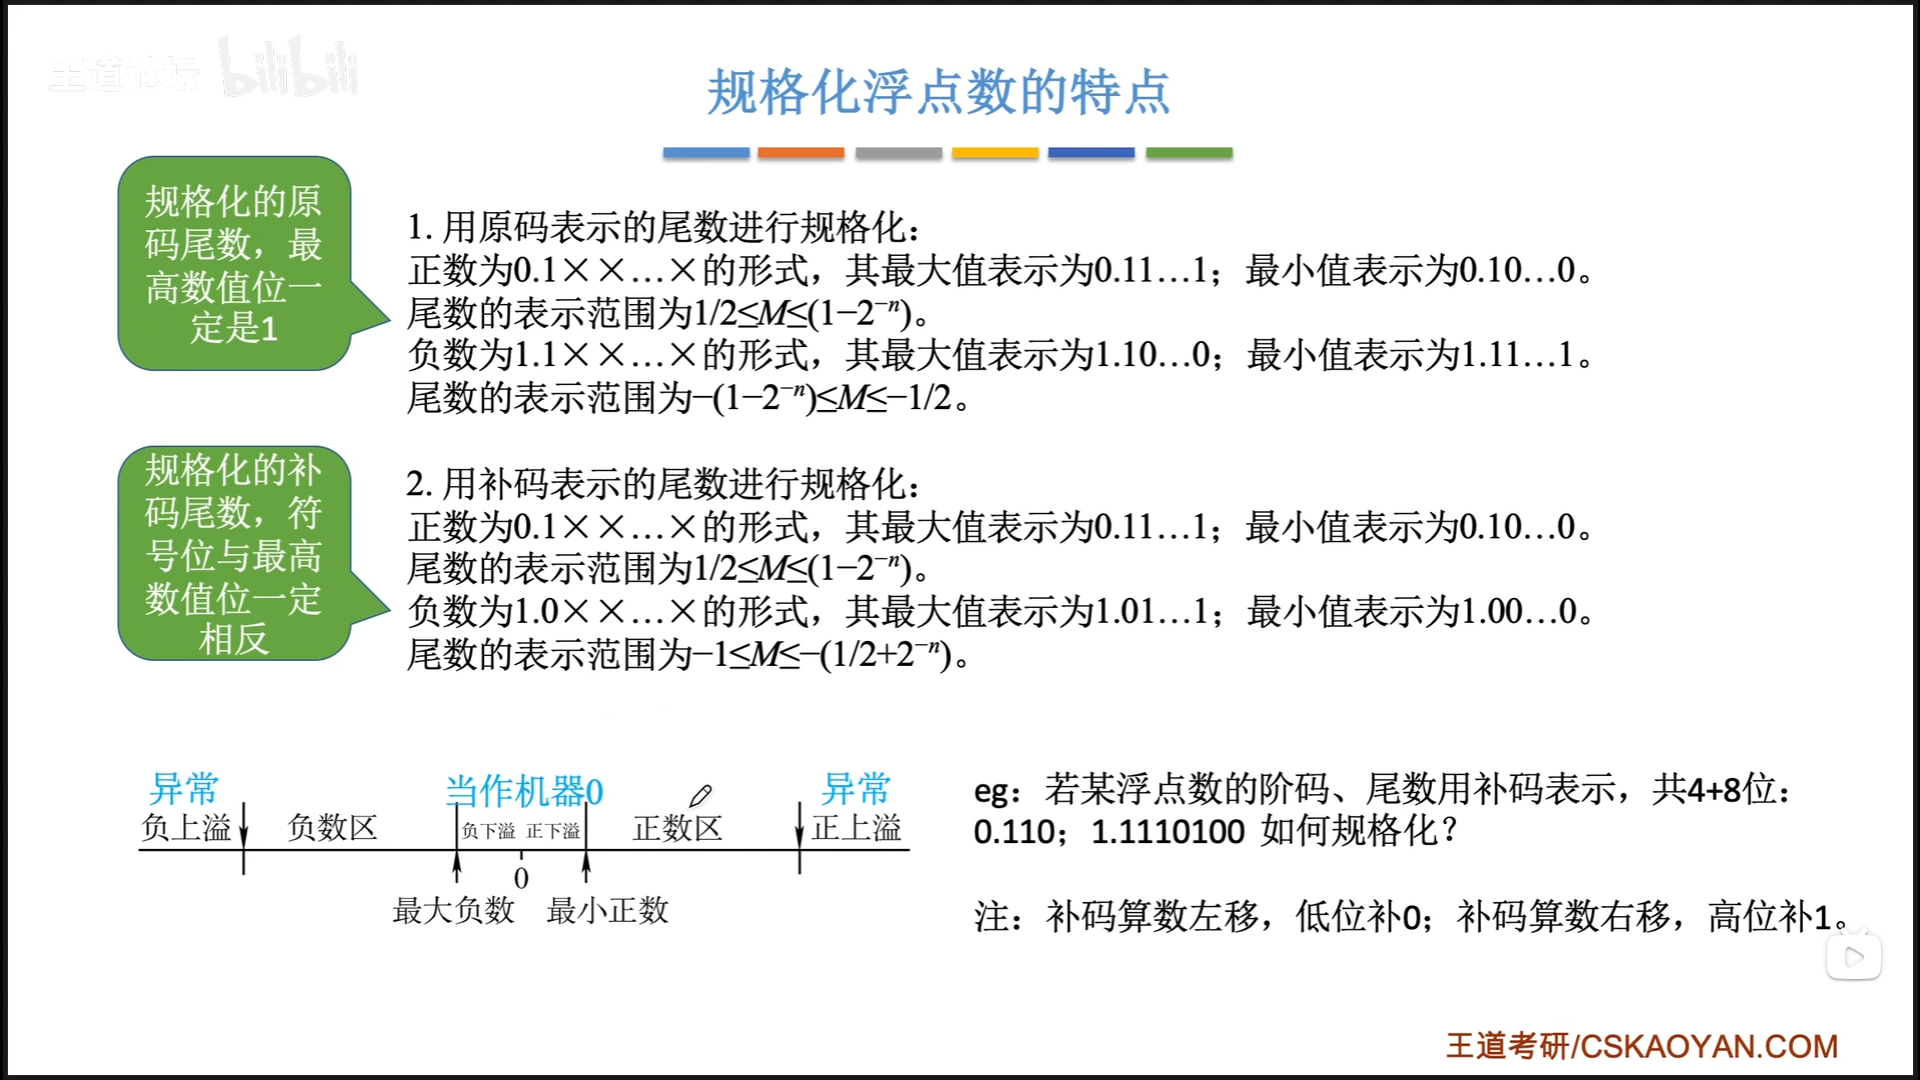 王道论坛 bilibili
规格化浮点数的特点
规格化的原
码尾数，最
高数值位一
定是1
1. 用原码表示的尾数进行规格化：
正数为0.1××…×的形式，其最大值表示为0.11…1；最小值表示为0.10…0。
尾数的表示范围为1/2≤M≤(1−2⁻ⁿ)。
负数为1.1××…×的形式，其最大值表示为1.10…0；最小值表示为1.11…1。
尾数的表示范围为−(1−2⁻ⁿ)≤M≤−1/2。
规格化的补
码尾数，符
号位与最高
数值位一定
相反
2. 用补码表示的尾数进行规格化：
正数为0.1××…×的形式，其最大值表示为0.11…1；最小值表示为0.10…0。
尾数的表示范围为1/2≤M≤(1−2⁻ⁿ)。
负数为1.0××…×的形式，其最大值表示为1.01…1；最小值表示为1.00…0。
尾数的表示范围为−1≤M≤−(1/2+2⁻ⁿ)。
异常 当作机器0 异常
负上溢 负数区 负下溢 正下溢 正数区 正上溢
0
最大负数 最小正数
eg：若某浮点数的阶码、尾数用补码表示，共4+8位：
0.110；1.1110100 如何规格化？
注：补码算数左移，低位补0；补码算数右移，高位补1。
王道考研/CSKAOYAN.COM